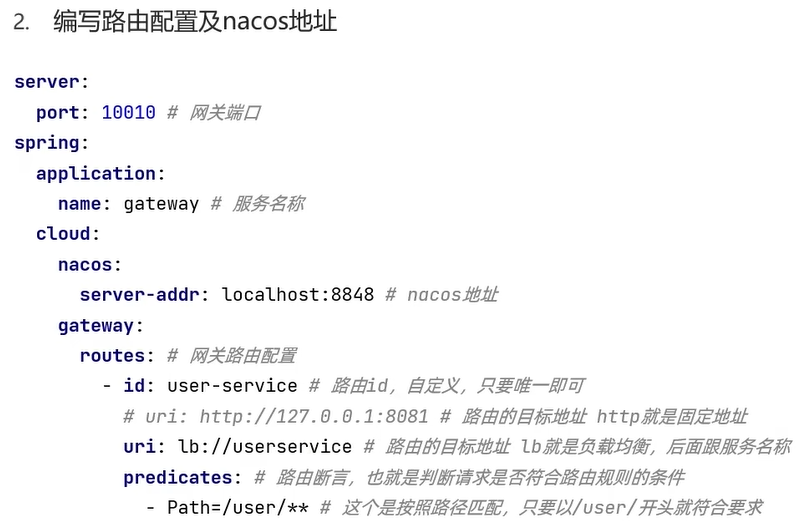 2. 编写路由配置及nacos地址
server:
  port: 10010 # 网关端口
spring:
  application:
    name: gateway # 服务名称
  cloud:
    nacos:
      server-addr: localhost:8848 # nacos地址
    gateway:
      routes: # 网关路由配置
        - id: user-service # 路由id，自定义，只要唯一即可
          # uri: http://127.0.0.1:8081 # 路由的目标地址 http就是固定地址
          uri: lb://userservice # 路由的目标地址 lb就是负载均衡，后面跟服务名称
          predicates: # 路由断言，也就是判断请求是否符合路由规则的条件
            - Path=/user/** # 这个是按照路径匹配，只要以/user/开头就符合要求